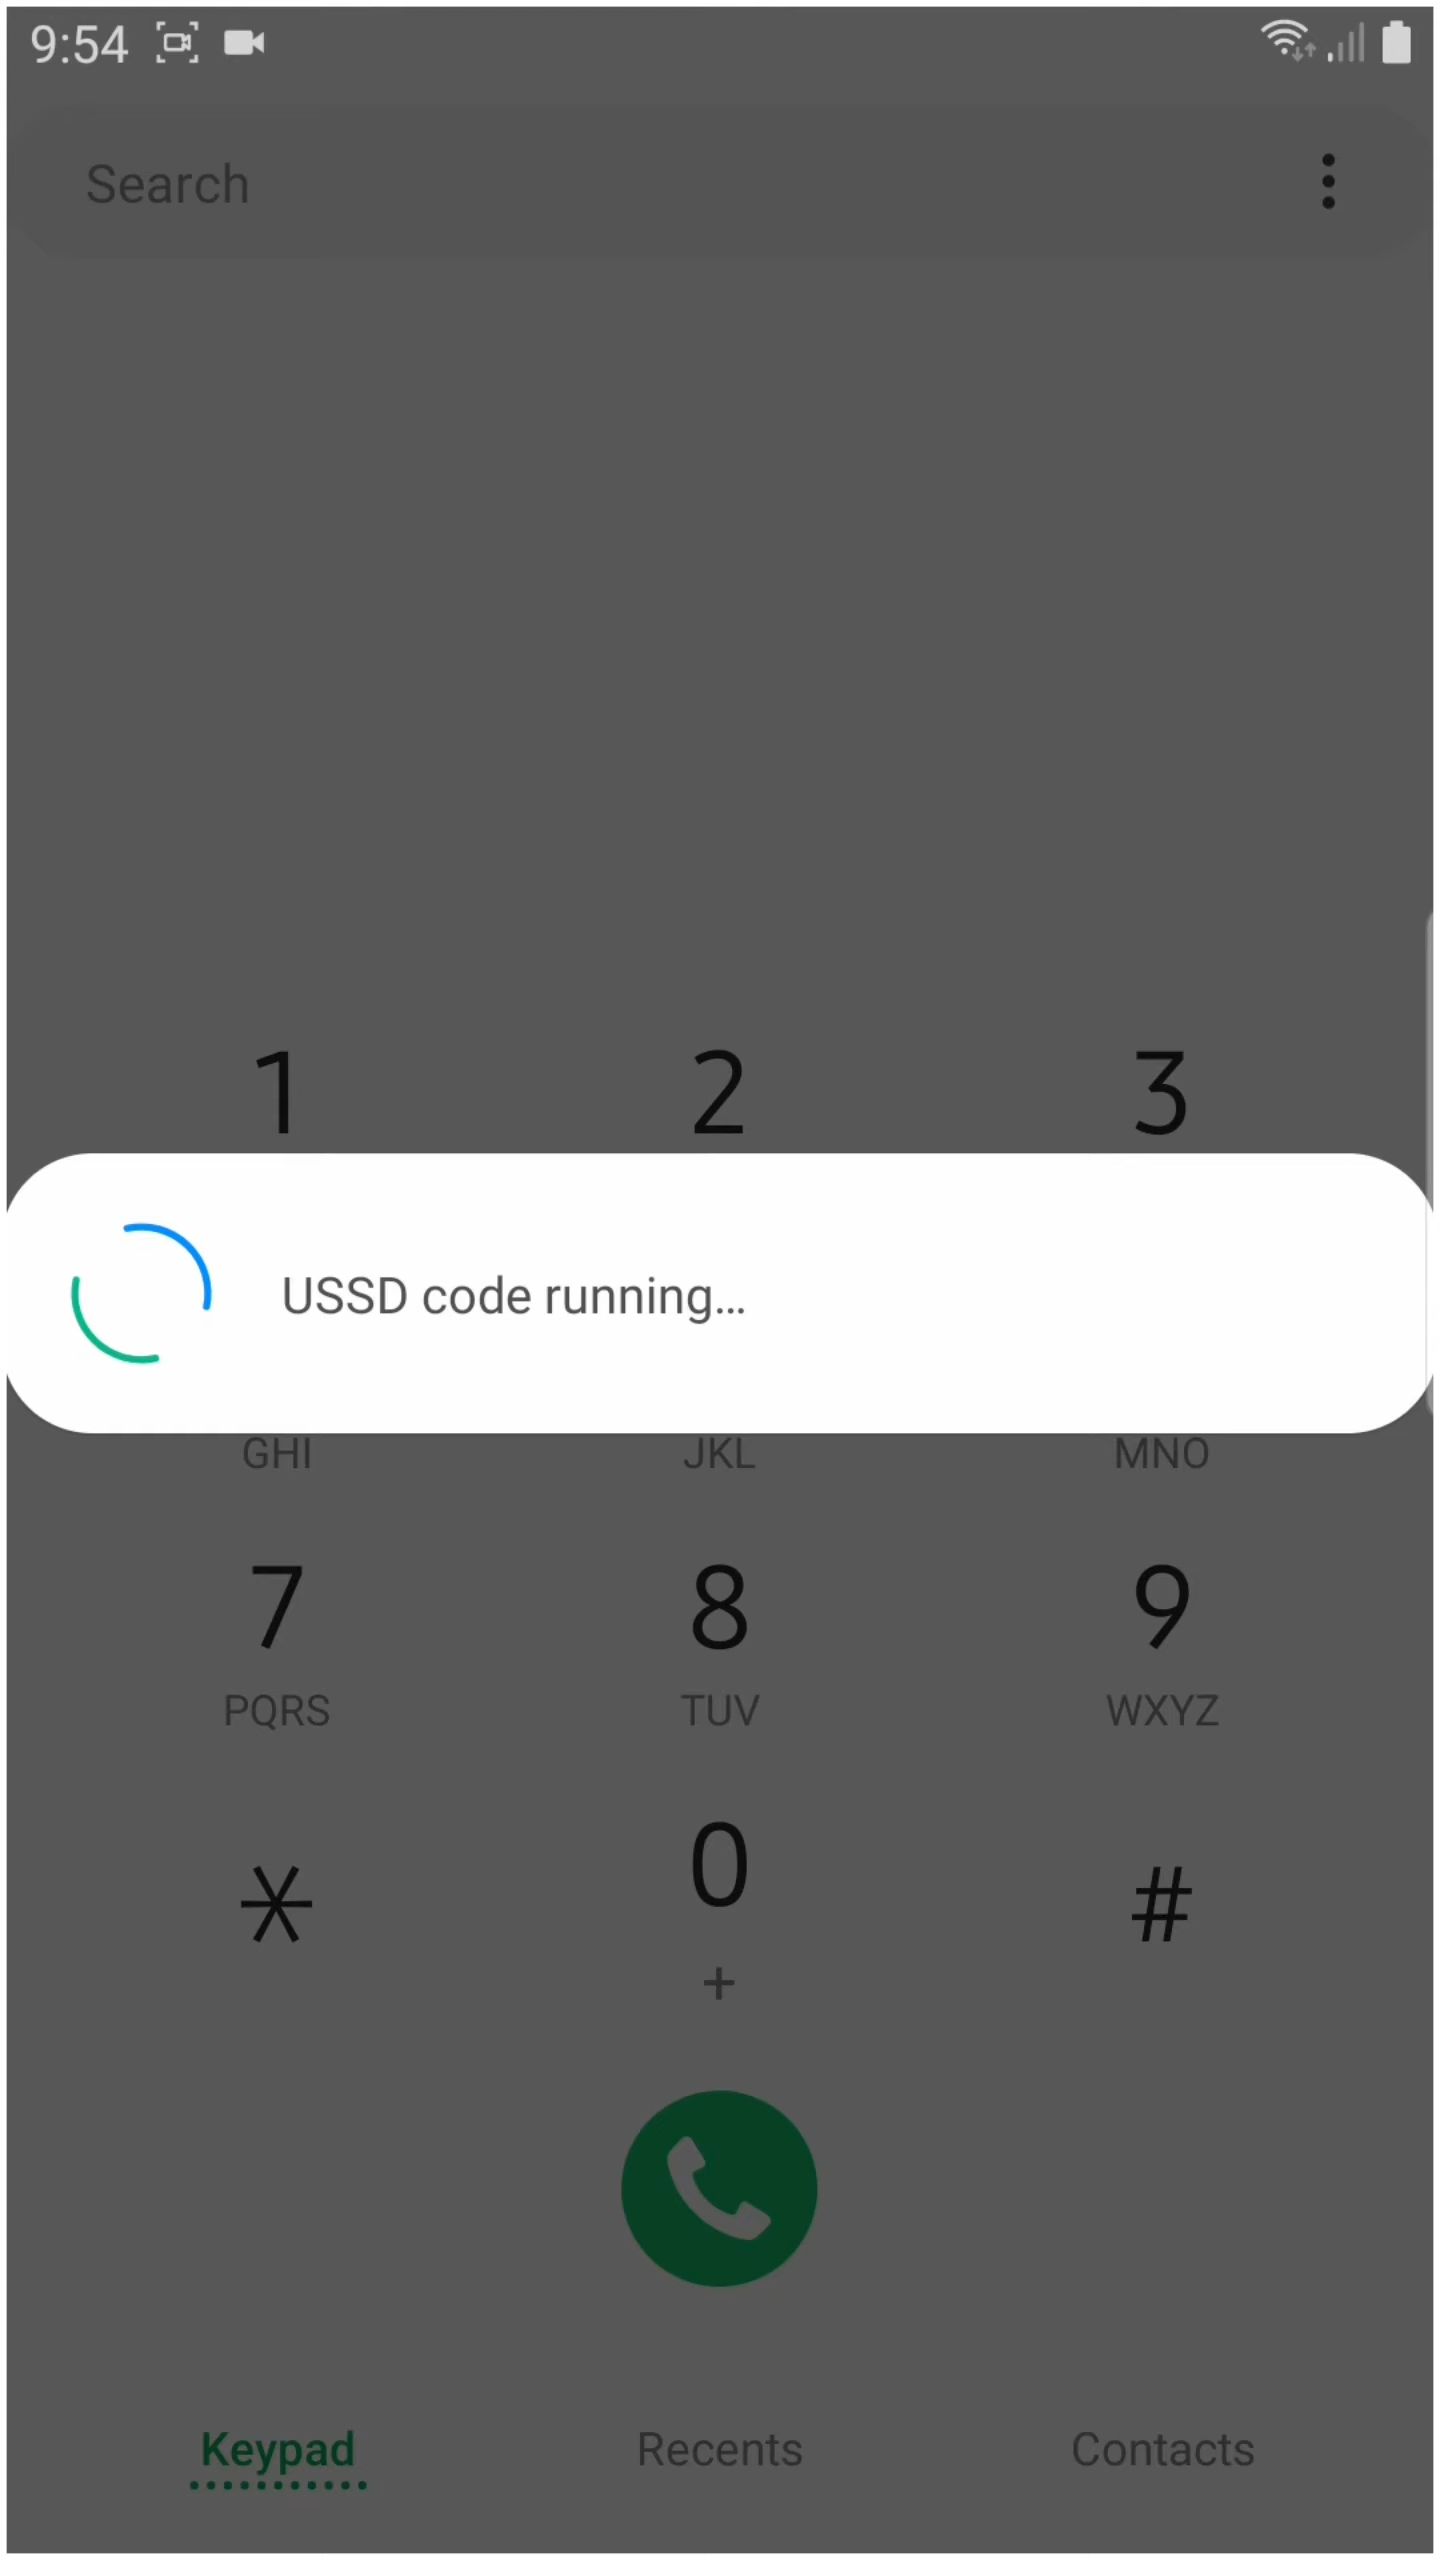 9:54
Search
1 2 3
USSD code running...
GHI JKL MNO
7 8 9
PQRS TUV WXYZ
* 0 #
+
Keypad Recents Contacts